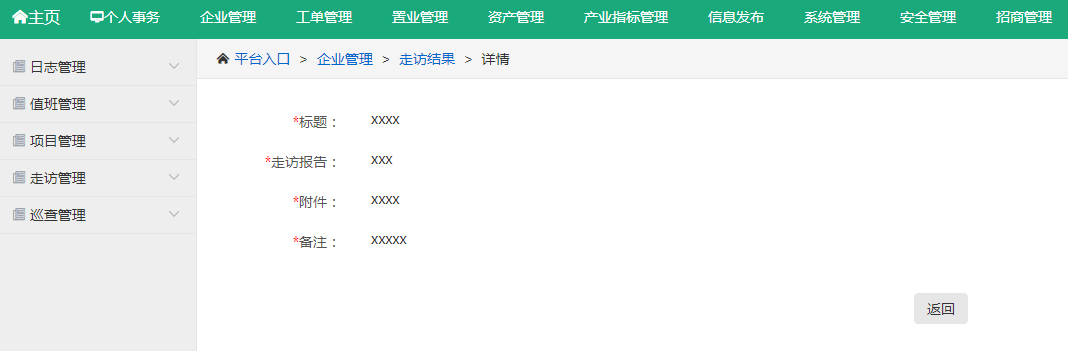 主页 个人事务 企业管理 工单管理 置业管理 资产管理 产业指标管理 信息发布 系统管理 安全管理 招商管理
日志管理
值班管理
项目管理
走访管理
巡查管理
平台入口 > 企业管理 > 走访结果 > 详情
*标题： xxxx
*走访报告： xxx
*附件： xxxx
*备注： xxxxx
返回